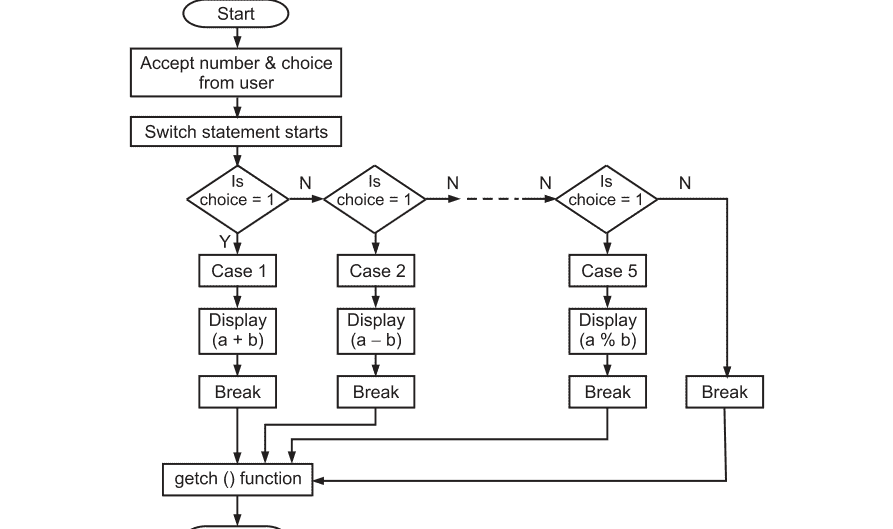 Start
Accept number & choice
from user
Switch statement starts
Is
choice = 1
N
Is
choice = 1
N
N
Is
choice = 1
N
Y
Case 1
Case 2
Case 5
Display
(a + b)
Display
(a – b)
Display
(a % b)
Break
Break
Break
Break
getch () function